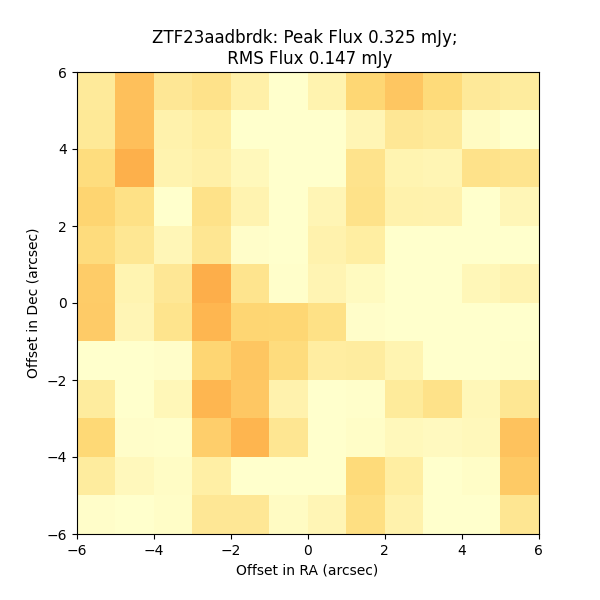 ZTF23aadbrdk: Peak Flux 0.325 mJy;
RMS Flux 0.147 mJy
6
4
2
0
−2
−4
−6
Offset in Dec (arcsec)
−6 −4 −2 0 2 4 6
Offset in RA (arcsec)